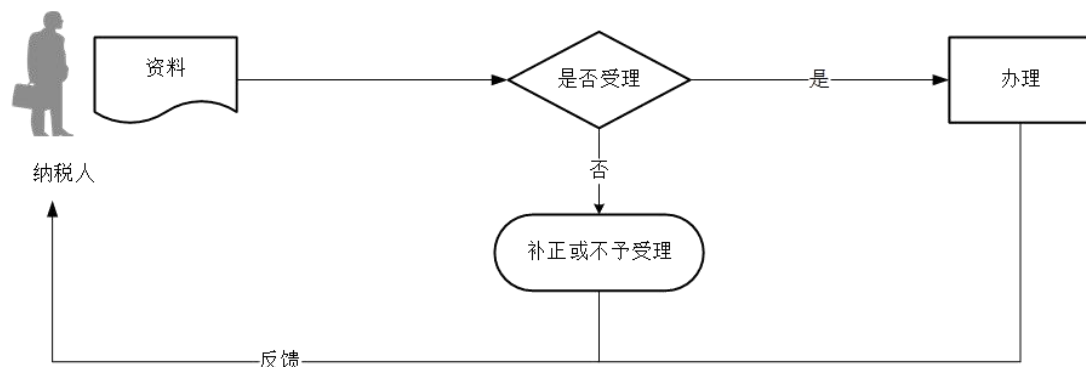 资料
是否受理
是
办理
纳税人
否
补正或不予受理
反馈